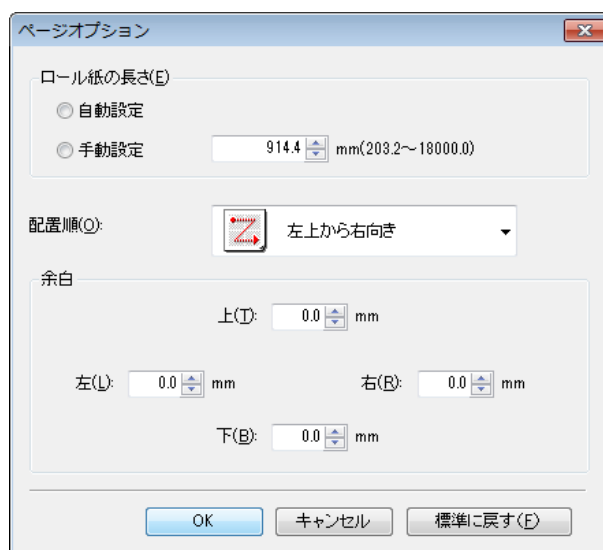 ページオプション
ロール紙の長さ(E)
自動設定
手動設定 914.4 mm(203.2～18000.0)
配置順(O): 左上から右向き
余白
上(T): 0.0 mm
左(L): 0.0 mm 右(R): 0.0 mm
下(B): 0.0 mm
OK キャンセル 標準に戻す(F)